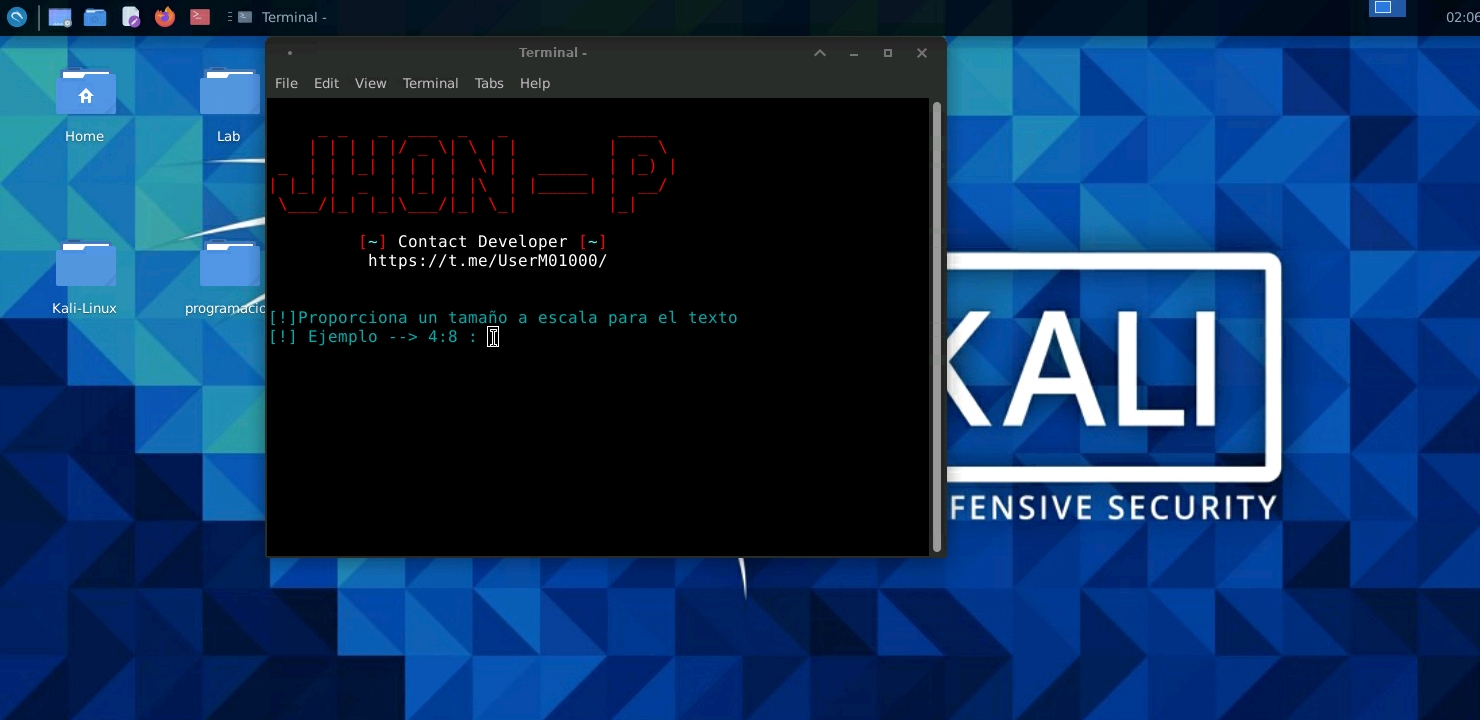 Terminal -
02:06
Terminal -
File Edit View Terminal Tabs Help
Home
Lab
JHON - P
[~] Contact Developer [~]
https://t.me/UserM01000/
Kali-Linux
programacio
[!]Proporciona un tamaño a escala para el texto
[!] Ejemplo --> 4:8 :
KALI
FENSIVE SECURITY